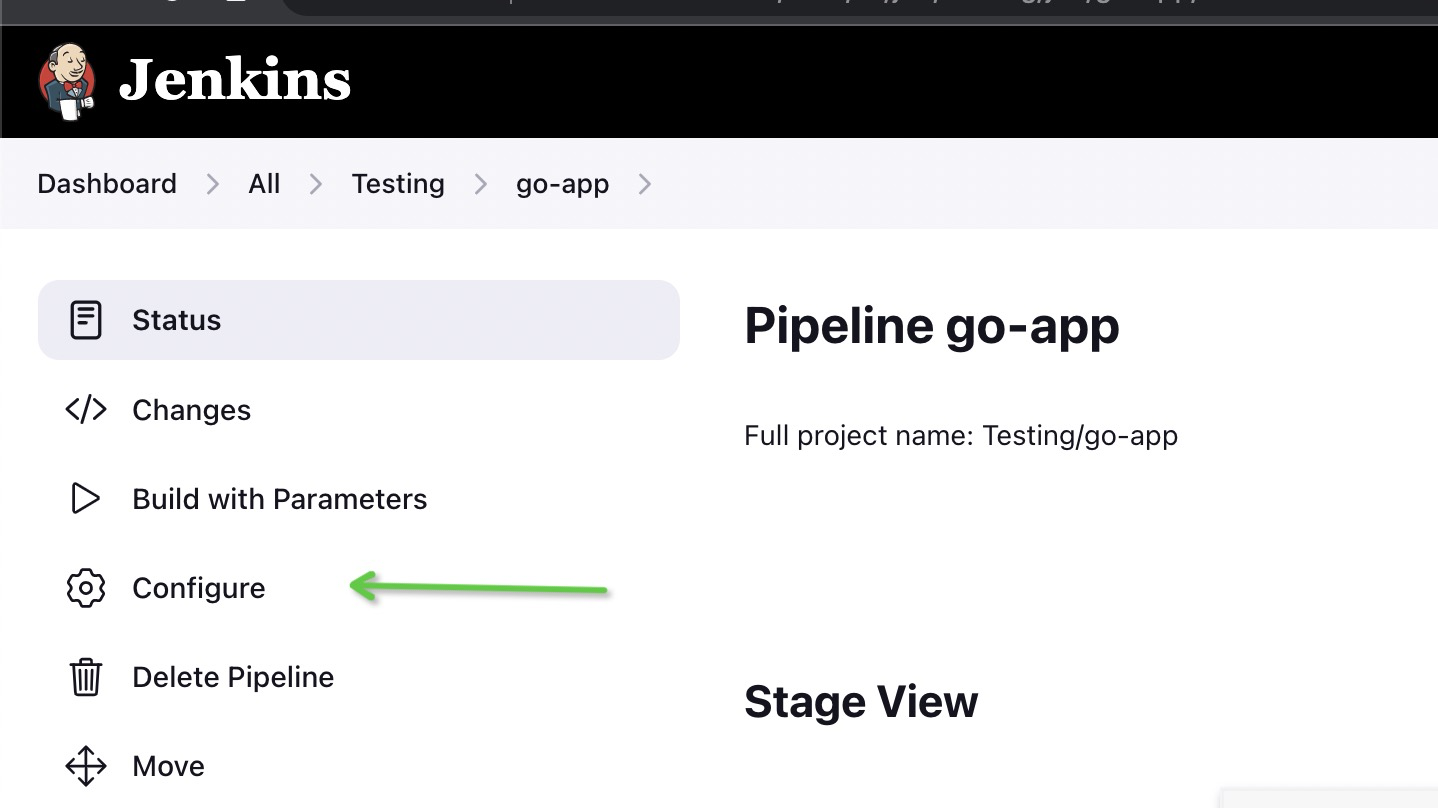 Jenkins
Dashboard All Testing go-app
Status
Changes
Build with Parameters
Configure
Delete Pipeline
Move
Pipeline go-app
Full project name: Testing/go-app
Stage View